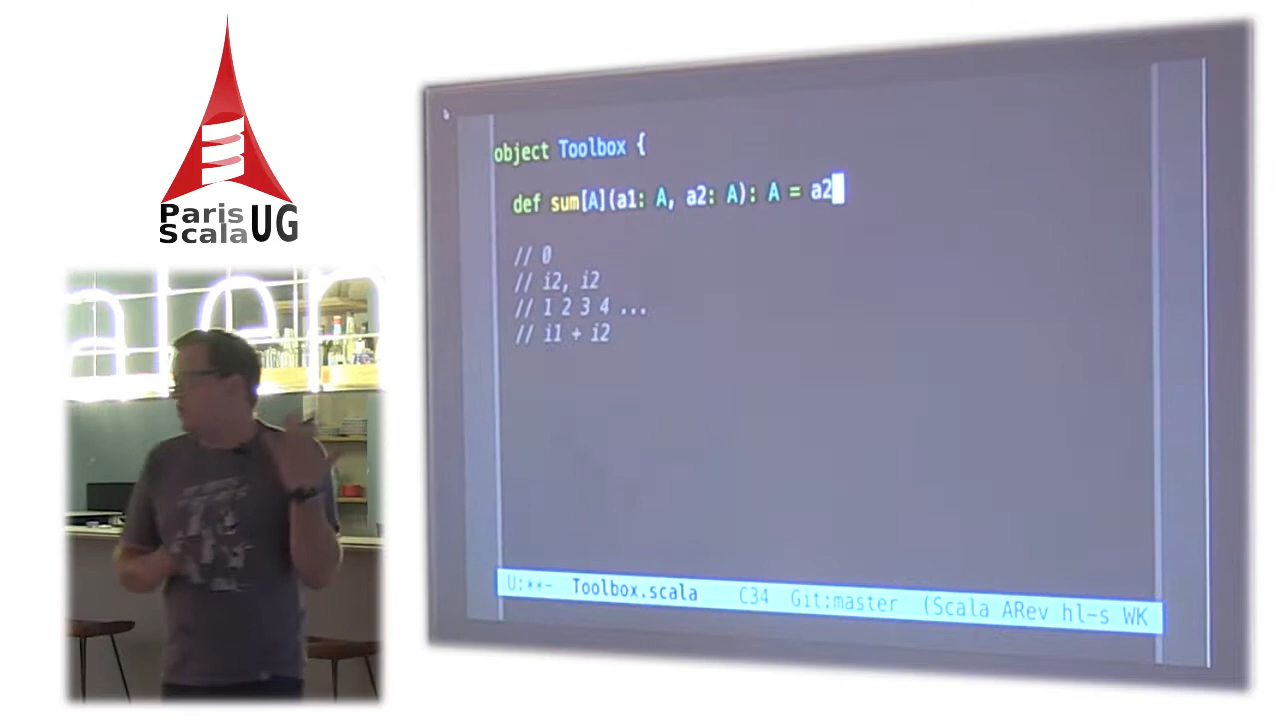 Paris
Scala UG
alen
object Toolbox {
def sum[A](a1: A, a2: A): A = a2
// 0
// i2, i2
// 1 2 3 4 ...
// i1 + i2
U:**- Toolbox.scala C34 Git:master (Scala ARev hl-s WK